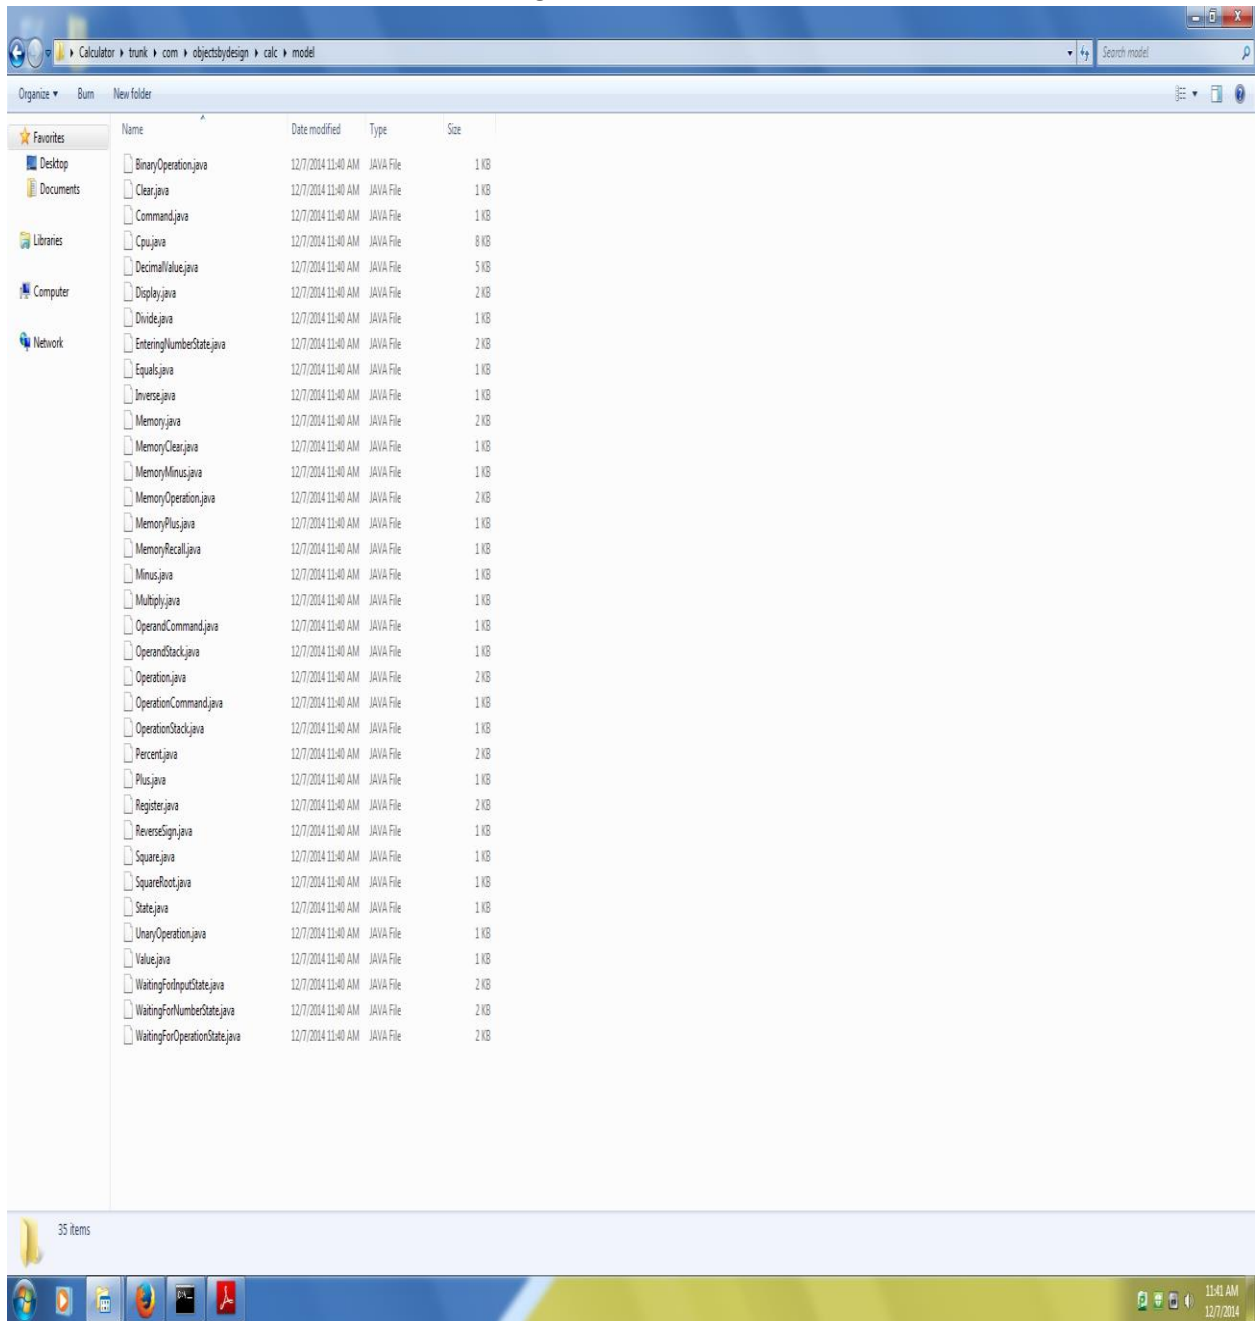 Calculator ▸ trunk ▸ com ▸ objectsbydesign ▸ calc ▸ model
Search model
Organize ▾ Burn New folder
Name Date modified Type Size
Favorites
Desktop
Documents
Libraries
Computer
Network
BinaryOperation.java 12/7/2014 11:40 AM JAVA File 1 KB
Clear.java 12/7/2014 11:40 AM JAVA File 1 KB
Command.java 12/7/2014 11:40 AM JAVA File 1 KB
Cpu.java 12/7/2014 11:40 AM JAVA File 8 KB
DecimalValue.java 12/7/2014 11:40 AM JAVA File 5 KB
Display.java 12/7/2014 11:40 AM JAVA File 2 KB
Divide.java 12/7/2014 11:40 AM JAVA File 1 KB
EnteringNumberState.java 12/7/2014 11:40 AM JAVA File 2 KB
Equals.java 12/7/2014 11:40 AM JAVA File 1 KB
Inverse.java 12/7/2014 11:40 AM JAVA File 1 KB
Memory.java 12/7/2014 11:40 AM JAVA File 2 KB
MemoryClear.java 12/7/2014 11:40 AM JAVA File 1 KB
MemoryMinus.java 12/7/2014 11:40 AM JAVA File 1 KB
MemoryOperation.java 12/7/2014 11:40 AM JAVA File 2 KB
MemoryPlus.java 12/7/2014 11:40 AM JAVA File 1 KB
MemoryRecall.java 12/7/2014 11:40 AM JAVA File 1 KB
Minus.java 12/7/2014 11:40 AM JAVA File 1 KB
Multiply.java 12/7/2014 11:40 AM JAVA File 1 KB
OperandCommand.java 12/7/2014 11:40 AM JAVA File 1 KB
OperandStack.java 12/7/2014 11:40 AM JAVA File 1 KB
Operation.java 12/7/2014 11:40 AM JAVA File 2 KB
OperationCommand.java 12/7/2014 11:40 AM JAVA File 1 KB
OperationStack.java 12/7/2014 11:40 AM JAVA File 1 KB
Percent.java 12/7/2014 11:40 AM JAVA File 2 KB
Plus.java 12/7/2014 11:40 AM JAVA File 1 KB
Register.java 12/7/2014 11:40 AM JAVA File 2 KB
ReverseSign.java 12/7/2014 11:40 AM JAVA File 1 KB
Square.java 12/7/2014 11:40 AM JAVA File 1 KB
SquareRoot.java 12/7/2014 11:40 AM JAVA File 1 KB
State.java 12/7/2014 11:40 AM JAVA File 1 KB
UnaryOperation.java 12/7/2014 11:40 AM JAVA File 1 KB
Value.java 12/7/2014 11:40 AM JAVA File 1 KB
WaitingForInputState.java 12/7/2014 11:40 AM JAVA File 2 KB
WaitingForNumberState.java 12/7/2014 11:40 AM JAVA File 2 KB
WaitingForOperationState.java 12/7/2014 11:40 AM JAVA File 2 KB
35 items
11:41 AM
12/7/2014